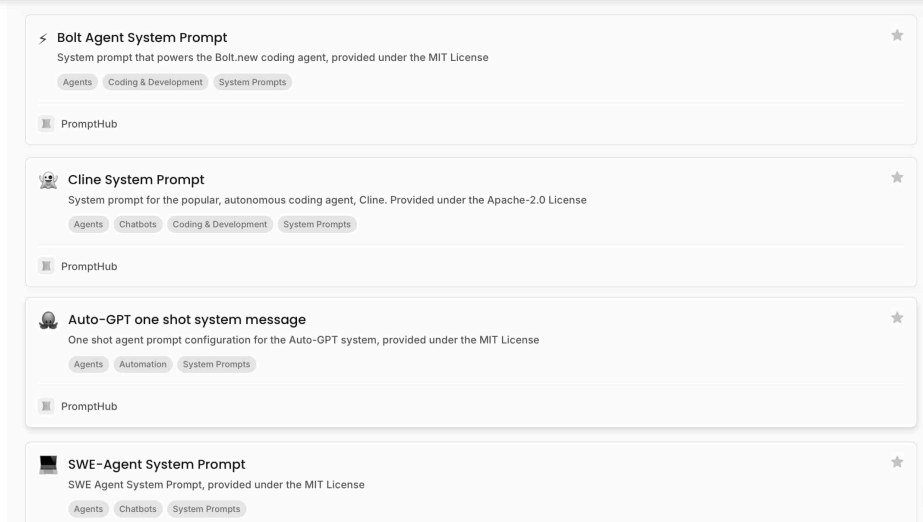 Bolt Agent System Prompt
System prompt that powers the Bolt.new coding agent, provided under the MIT License
Agents Coding & Development System Prompts
PromptHub
Cline System Prompt
System prompt for the popular, autonomous coding agent, Cline. Provided under the Apache-2.0 License
Agents Chatbots Coding & Development System Prompts
PromptHub
Auto-GPT one shot system message
One shot agent prompt configuration for the Auto-GPT system, provided under the MIT License
Agents Automation System Prompts
PromptHub
SWE-Agent System Prompt
SWE Agent System Prompt, provided under the MIT License
Agents Chatbots System Prompts